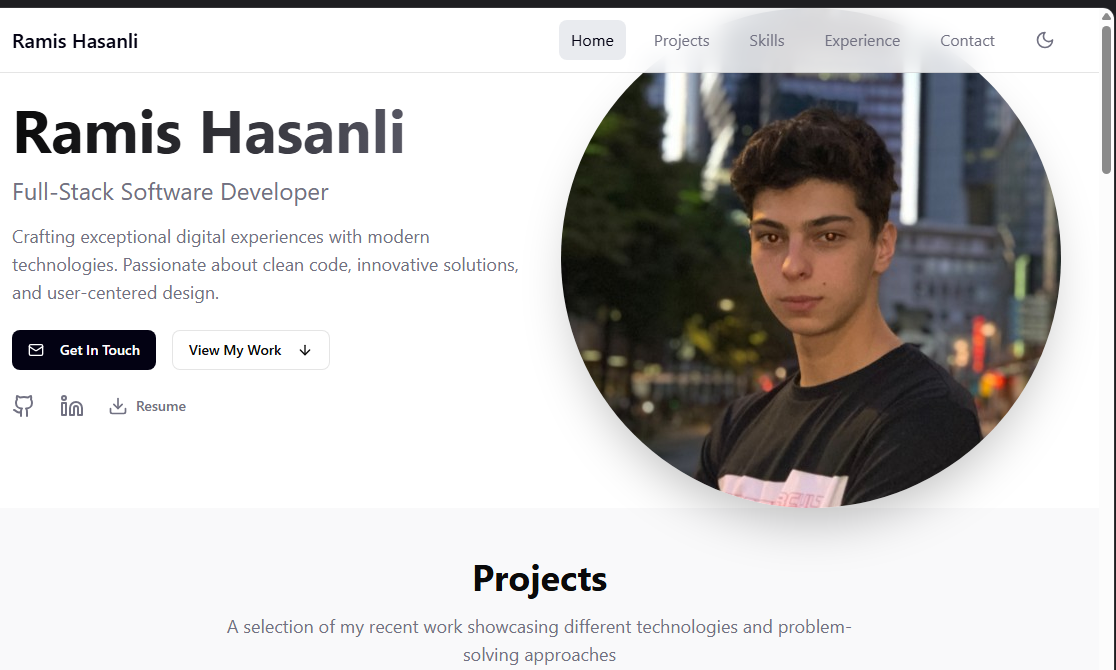 Ramis Hasanli
Home Projects Skills Experience Contact
Ramis Hasanli
Full-Stack Software Developer
Crafting exceptional digital experiences with modern
technologies. Passionate about clean code, innovative solutions,
and user-centered design.
Get In Touch View My Work
Resume
Projects
A selection of my recent work showcasing different technologies and problem-
solving approaches